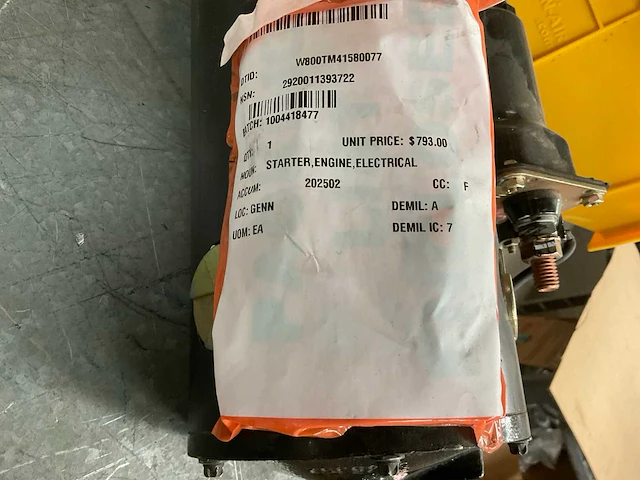 DTID: W800TM41580077
NSN: 2920011393722
MTCH: 1004418477
QTY: 1 UNIT PRICE: $793.00
NOUN: STARTER,ENGINE,ELECTRICAL
ACCUM: 202502 CC: F
LOC: GENN DEMIL: A
UOM: EA DEMIL IC: 7